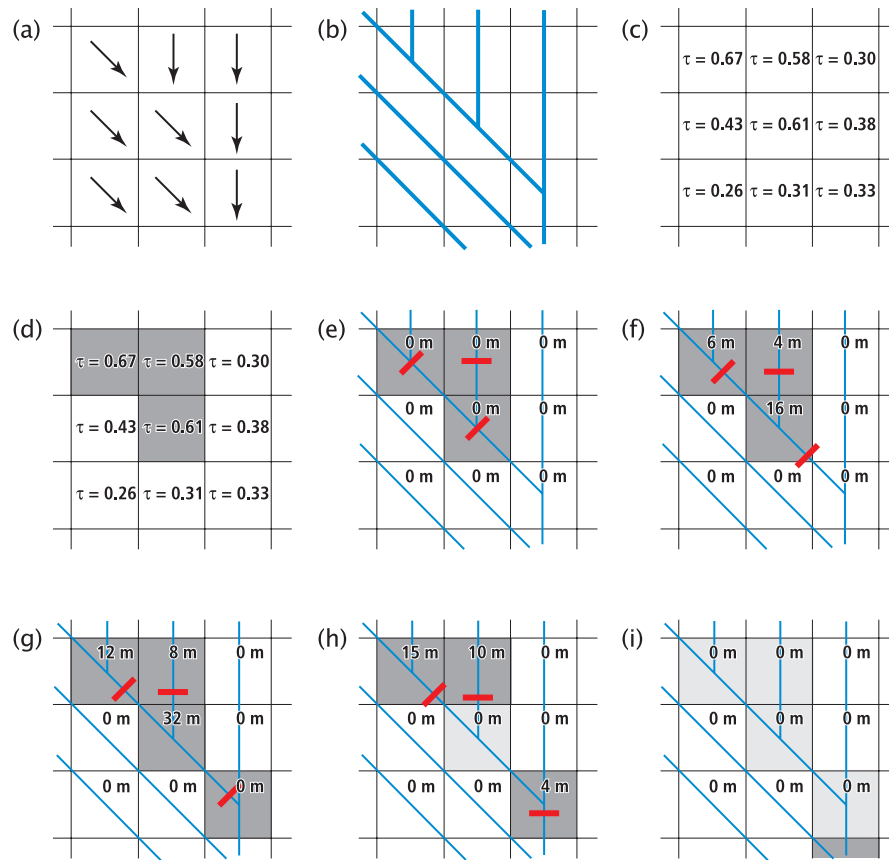 (a)
(b)
(c)
τ = 0.67 τ = 0.58 τ = 0.30
τ = 0.43 τ = 0.61 τ = 0.38
τ = 0.26 τ = 0.31 τ = 0.33
(d)
τ = 0.67 τ = 0.58 τ = 0.30
τ = 0.43 τ = 0.61 τ = 0.38
τ = 0.26 τ = 0.31 τ = 0.33
(e)
0 m 0 m 0 m
0 m 0 m 0 m
0 m 0 m 0 m
(f)
6 m 4 m 0 m
0 m 16 m 0 m
0 m 0 m 0 m
(g)
12 m 8 m 0 m
0 m 32 m 0 m
0 m 0 m 0 m
(h)
15 m 10 m 0 m
0 m 0 m 0 m
0 m 0 m 4 m
(i)
0 m 0 m 0 m
0 m 0 m 0 m
0 m 0 m 0 m